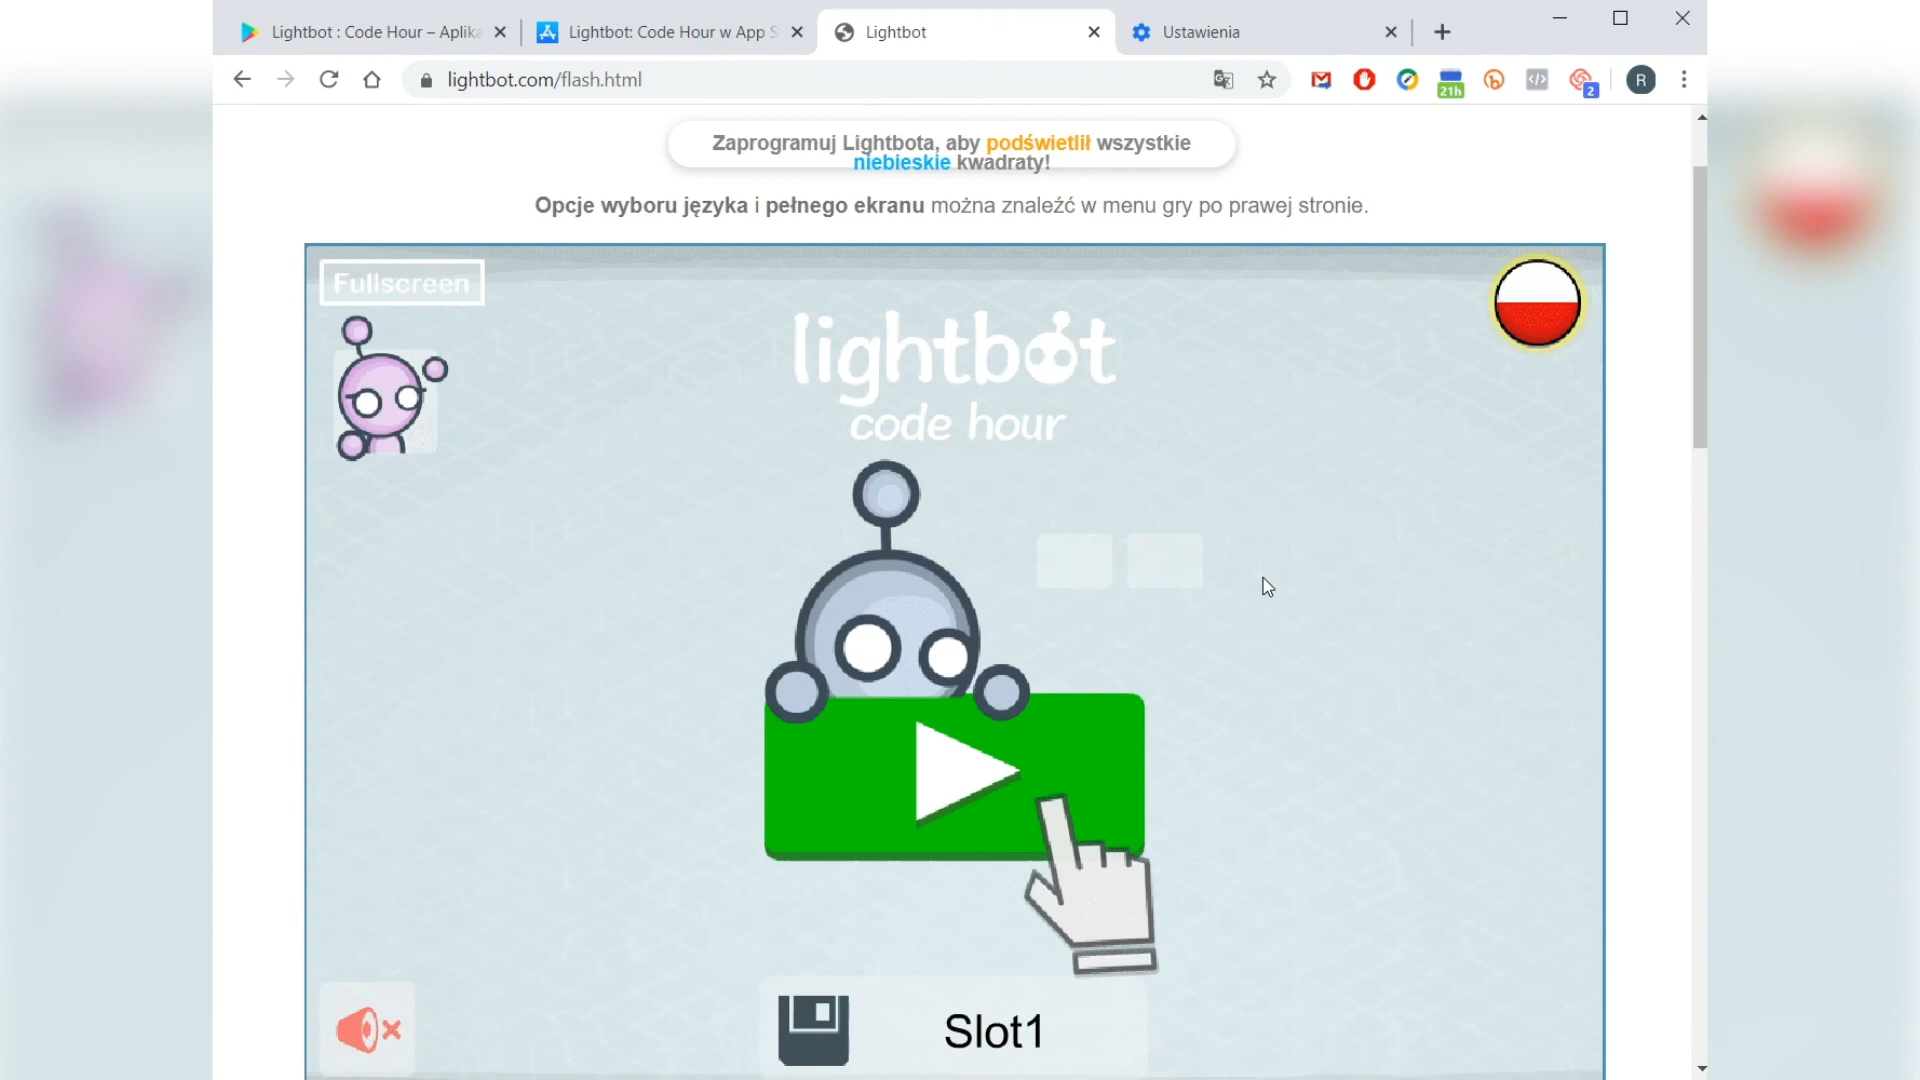 Lightbot : Code Hour – Aplika
Lightbot: Code Hour w App S
Lightbot
Ustawienia
lightbot.com/flash.html
21h
2
R
Zaprogramuj Lightbota, aby podświetlił wszystkie
niebieskie kwadraty!
Opcje wyboru języka i pełnego ekranu można znaleźć w menu gry po prawej stronie.
Fullscreen
lightbot
code hour
Slot1